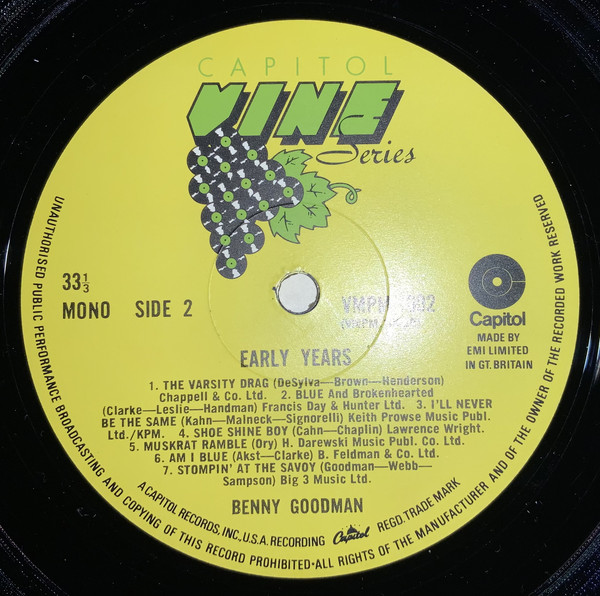 CAPITOL
VINE
Series
33 1/3
MONO SIDE 2
VMPM
Capitol
MADE BY
EMI LIMITED
IN GT. BRITAIN
EARLY YEARS
1. THE VARSITY DRAG (DeSylva—Brown—Henderson)
Chappell & Co. Ltd. 2. BLUE And Brokenhearted
(Clarke—Leslie—Handman) Francis Day & Hunter Ltd. 3. I'LL NEVER
BE THE SAME (Kahn—Malneck—Signorelli) Keith Prouse Music Publ.
Ltd./KPM. 4. SHOE SHINE BOY (Cahn—Chaplin) Lawrence Wright.
5. MUSKRAT RAMBLE (Ory) H. Darewski Music Publ. Co. Ltd.
6. AM I BLUE (Akst—Clarke) B. Feldman & Co. Ltd.
7. STOMPIN' AT THE SAVOY (Goodman—Webb—
Sampson) Big 3 Music Ltd.
BENNY GOODMAN
A CAPITOL RECORDS, INC., U.S.A. RECORDING Capitol REGD. TRADE MARK
UNAUTHORISED PUBLIC PERFORMANCE BROADCASTING AND COPYING OF THIS RECORD PROHIBITED·ALL RIGHTS OF THE MANUFACTURER AND OF THE OWNER OF THE RECORDED WORK RESERVED